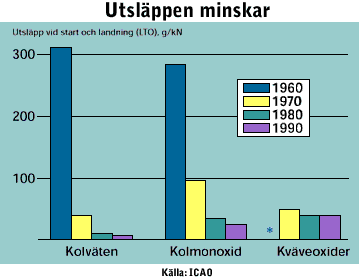 Utsläppen minskar
Utsläpp vid start och landning (LTO), g/kN
300
200
100
1960
1970
1980
1990
*
Kolväten Kolmonoxid Kväveoxider
Källa: ICAO